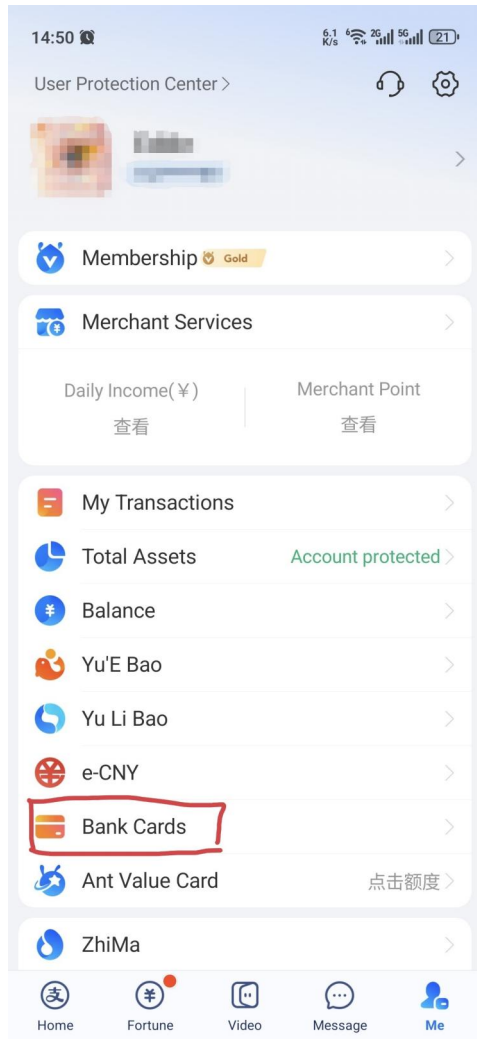 14:50
6.1 K/s 6 2G 5G 21
User Protection Center
Membership Gold
Merchant Services
Daily Income(¥)
Merchant Point
查看
查看
My Transactions
Total Assets Account protected
Balance
Yu'E Bao
Yu Li Bao
e-CNY
Bank Cards
Ant Value Card 点击额度
ZhiMa
支
Home Fortune Video Message Me